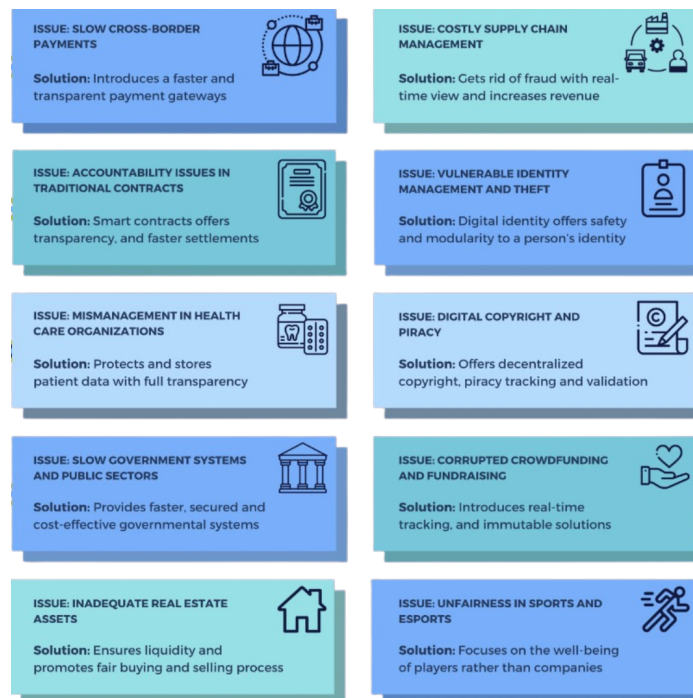 ISSUE: SLOW CROSS-BORDER
PAYMENTS
Solution: Introduces a faster and
transparent payment gateways
ISSUE: COSTLY SUPPLY CHAIN
MANAGEMENT
Solution: Gets rid of fraud with real-
time view and increases revenue
ISSUE: ACCOUNTABILITY ISSUES IN
TRADITIONAL CONTRACTS
Solution: Smart contracts offers
transparency, and faster settlements
ISSUE: VULNERABLE IDENTITY
MANAGEMENT AND THEFT
Solution: Digital identity offers safety
and modularity to a person's identity
ISSUE: MISMANAGEMENT IN HEALTH
CARE ORGANIZATIONS
Solution: Protects and stores
patient data with full transparency
ISSUE: DIGITAL COPYRIGHT AND
PIRACY
Solution: Offers decentralized
copyright, piracy tracking and validation
ISSUE: SLOW GOVERNMENT SYSTEMS
AND PUBLIC SECTORS
Solution: Provides faster, secured and
cost-effective governmental systems
ISSUE: CORRUPTED CROWDFUNDING
AND FUNDRAISING
Solution: Introduces real-time
tracking, and immutable solutions
ISSUE: INADEQUATE REAL ESTATE
ASSETS
Solution: Ensures liquidity and
promotes fair buying and selling process
ISSUE: UNFAIRNESS IN SPORTS AND
ESPORTS
Solution: Focuses on the well-being
of players rather than companies